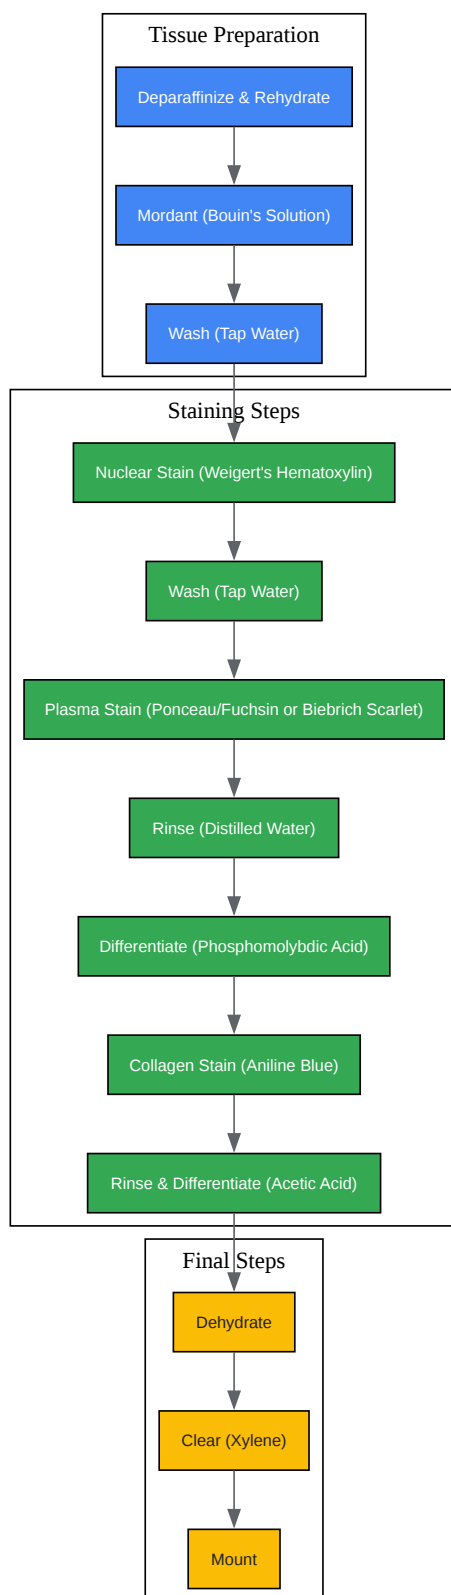 Tissue Preparation
Deparaffinize & Rehydrate
Mordant (Bouin's Solution)
Wash (Tap Water)
Staining Steps
Nuclear Stain (Weigert's Hematoxylin)
Wash (Tap Water)
Plasma Stain (Ponceau/Fuchsin or Biebrich Scarlet)
Rinse (Distilled Water)
Differentiate (Phosphomolybdic Acid)
Collagen Stain (Aniline Blue)
Rinse & Differentiate (Acetic Acid)
Final Steps
Dehydrate
Clear (Xylene)
Mount